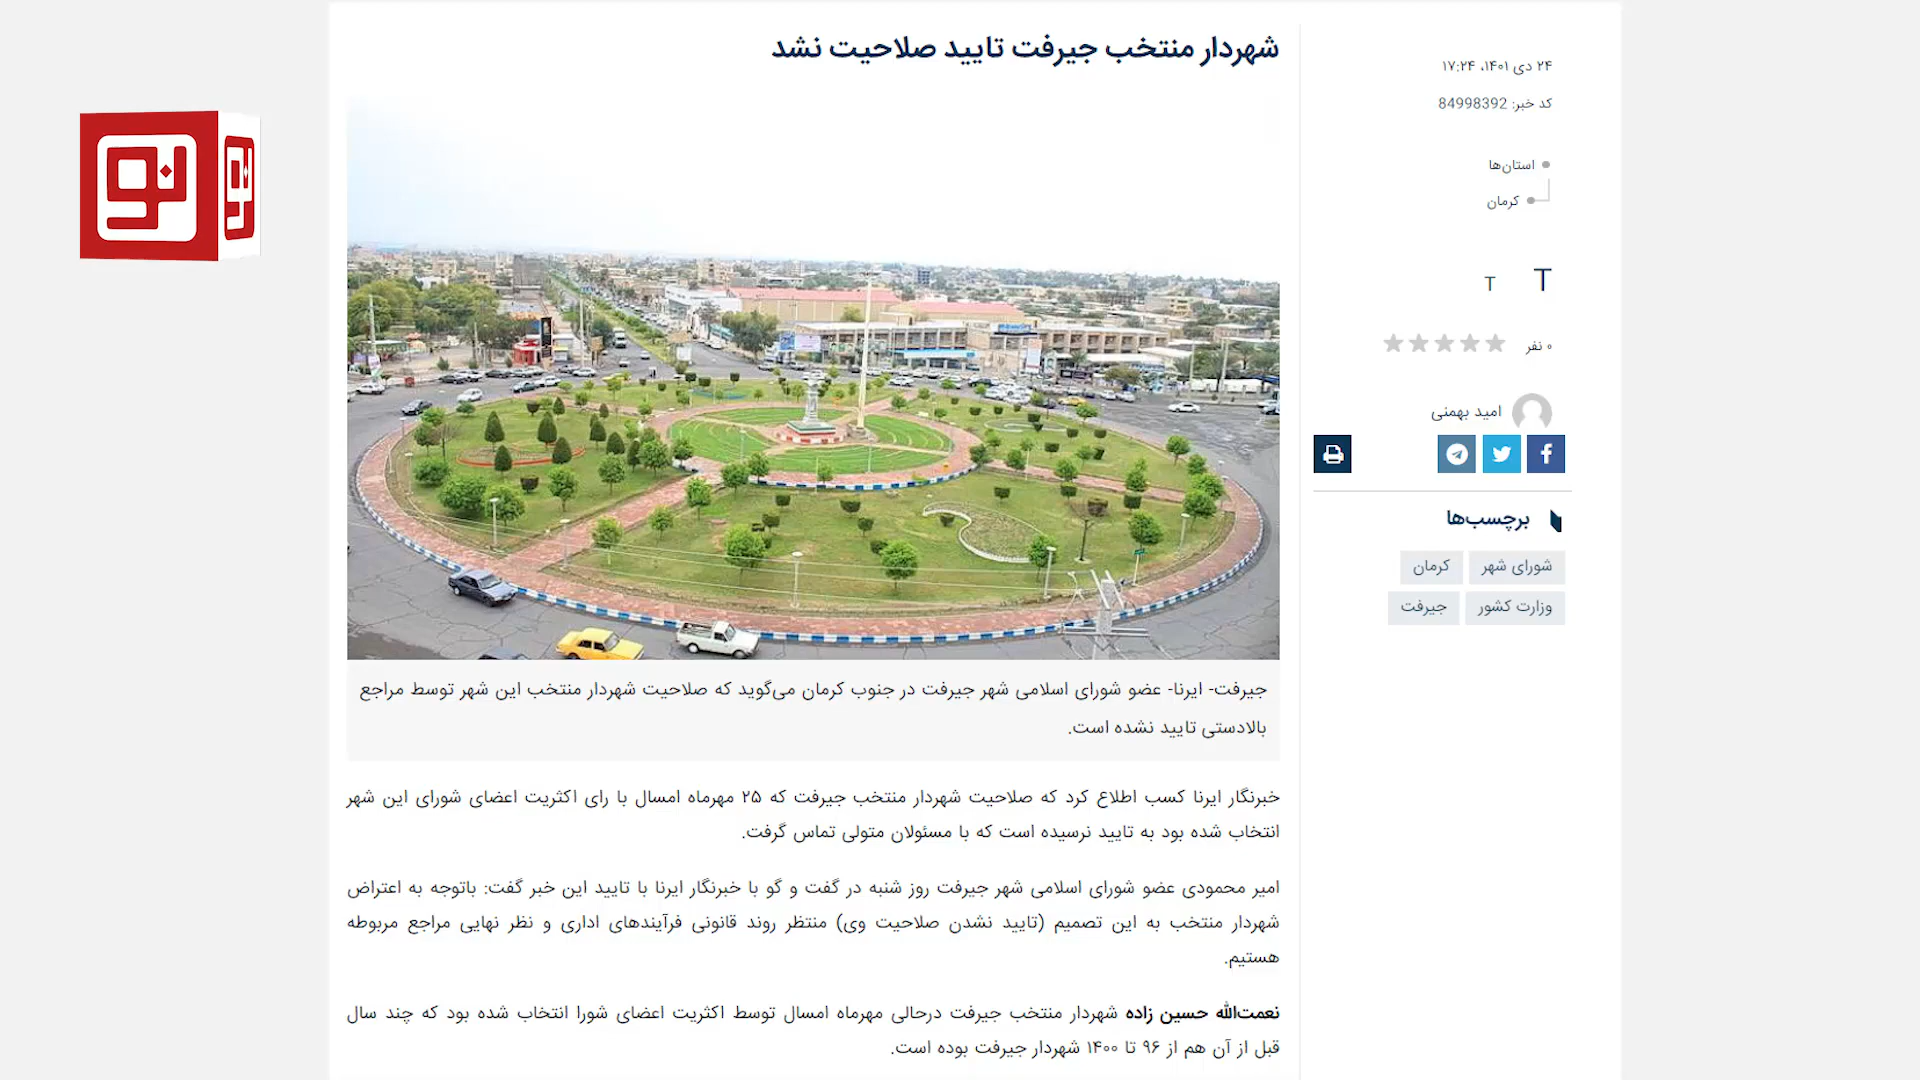 شهردار منتخب جیرفت تایید صلاحیت نشد
۲۴ دی ۱۴۰۱، ۱۷:۲۴
کد خبر: 84998392
استان‌ها
کرمان
T T
۰ نفر
امید بهمنی
برچسب‌ها
شورای شهر
کرمان
وزارت کشور
جیرفت
نو
جیرفت- ایرنا- عضو شورای اسلامی شهر جیرفت در جنوب کرمان می‌گوید که صلاحیت شهردار منتخب این شهر توسط مراجع
بالادستی تایید نشده است.
خبرنگار ایرنا کسب اطلاع کرد که صلاحیت شهردار منتخب جیرفت که ۲۵ مهرماه امسال با رای اکثریت اعضای شورای این شهر
انتخاب شده بود به تایید نرسیده است که با مسئولان متولی تماس گرفت.
امیر محمودی عضو شورای اسلامی شهر جیرفت روز شنبه در گفت و گو با خبرنگار ایرنا با تایید این خبر گفت: باتوجه به اعتراض
شهردار منتخب به این تصمیم (تایید نشدن صلاحیت وی) منتظر روند قانونی فرآیندهای اداری و نظر نهایی مراجع مربوطه
هستیم.
نعمت‌الله حسین زاده شهردار منتخب جیرفت درحالی مهرماه امسال توسط اکثریت اعضای شورا انتخاب شده بود که چند سال
قبل از آن هم از ۹۶ تا ۱۴۰۰ شهردار جیرفت بوده است.